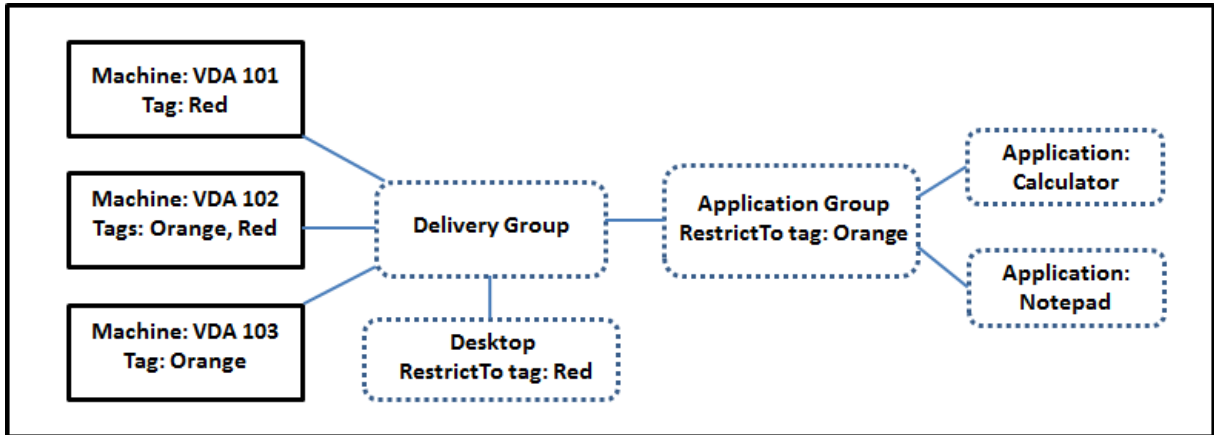 Machine: VDA 101
Tag: Red
Machine: VDA 102
Tags: Orange, Red
Machine: VDA 103
Tag: Orange
Delivery Group
Desktop
RestrictTo tag: Red
Application Group
RestrictTo tag: Orange
Application:
Calculator
Application:
Notepad